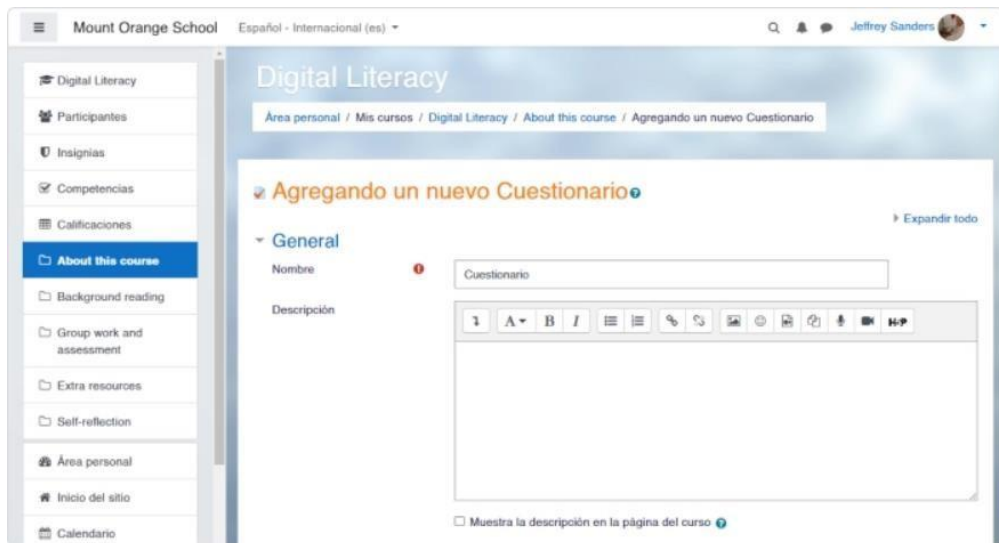 Mount Orange School Español - Internacional (es)
Jeffrey Sanders
Digital Literacy
Participantes
Insignias
Competencias
Calificaciones
About this course
Background reading
Group work and
assessment
Extra resources
Self-reflection
Área personal
Inicio del sitio
Calendario
Digital Literacy
Área personal / Mis cursos / Digital Literacy / About this course / Agregando un nuevo Cuestionario
Agregando un nuevo Cuestionario
Expandir todo
General
Nombre
Cuestionario
Descripción
A B I H-P
Muestra la descripción en la página del curso